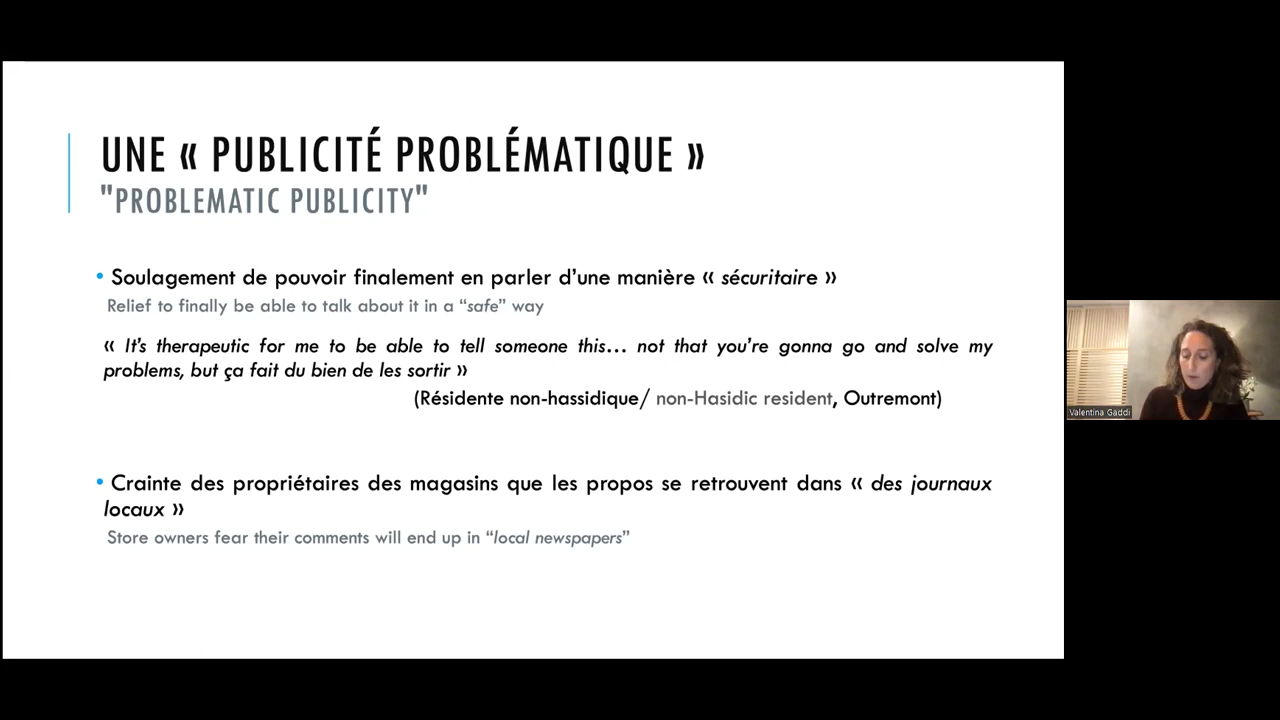 UNE « PUBLICITÉ PROBLÉMATIQUE »
"PROBLEMATIC PUBLICITY"
• Soulagement de pouvoir finalement en parler d’une manière « sécuritaire »
Relief to finally be able to talk about it in a “safe” way
« It’s therapeutic for me to be able to tell someone this… not that you’re gonna go and solve my
problems, but ça fait du bien de les sortir »
(Résidente non-hassidique/ non-Hasidic resident, Outremont)
• Crainte des propriétaires des magasins que les propos se retrouvent dans « des journaux
locaux »
Store owners fear their comments will end up in “local newspapers”
Valentina Gaddi